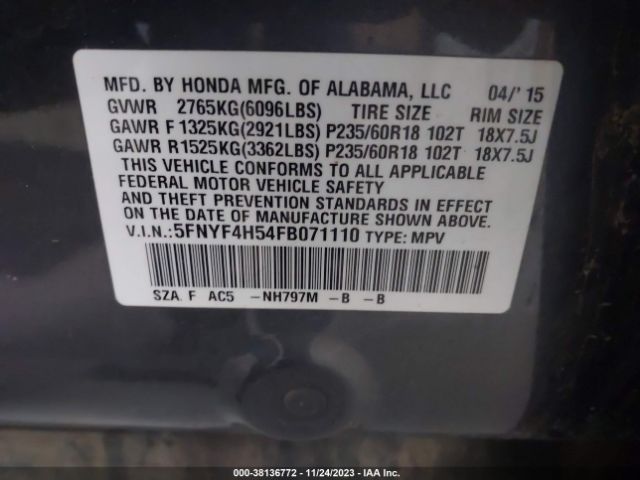 MFD. BY HONDA MFG. OF ALABAMA, LLC 04/' 15
GVWR 2765KG(6096LBS) TIRE SIZE RIM SIZE
GAWR F 1325KG(2921LBS) P235/60R18 102T 18X7.5J
GAWR R1525KG(3362LBS) P235/60R18 102T 18X7.5J
THIS VEHICLE CONFORMS TO ALL APPLICABLE
FEDERAL MOTOR VEHICLE SAFETY
AND THEFT PREVENTION STANDARDS IN EFFECT
ON THE DATE OF MANUFACTURE SHOWN ABOVE.
V.I.N.:5FNYF4H54FB071110 TYPE: MPV
SZA. F AC5 -NH797M -B -B
000-38136772 - 11/24/2023 - IAA Inc.